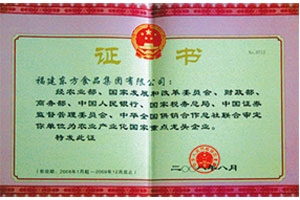 证书
福建东方食品集团有限公司：
经农业部、国家发展和改革委员会、财政部、
商务部、中国人民银行、国家税务总局、中国证券
监督管理委员会、中华全国供销合作总社联合审定
你单位为农业产业化国家重点龙头企业。
特发此证
二〇〇八年八月